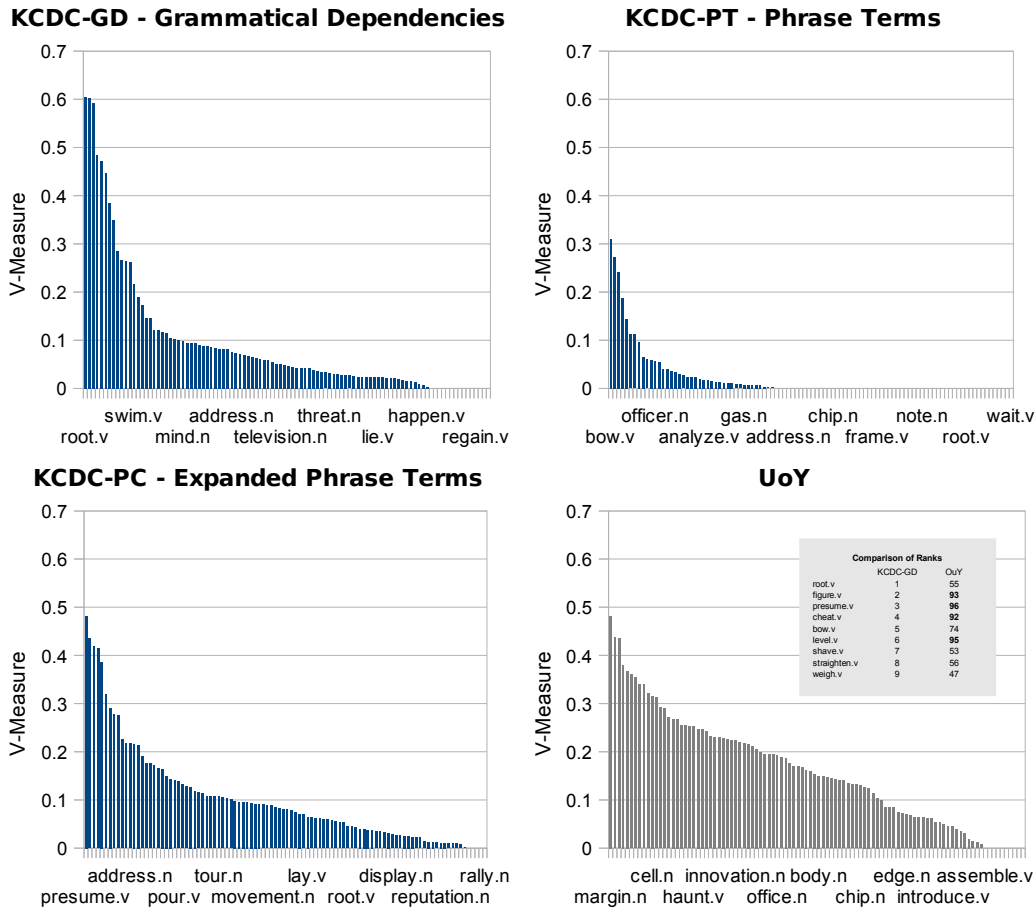 KCDC-GD - Grammatical Dependencies
0.7
0.6
0.5
0.4
0.3
0.2
0.1
0
V-Measure
swim.v address.n threat.n happen.v
root.v mind.n television.n lie.v regain.v
KCDC-PT - Phrase Terms
0.7
0.6
0.5
0.4
0.3
0.2
0.1
0
V-Measure
officer.n gas.n chip.n note.n wait.v
bow.v analyze.v address.n frame.v root.v
KCDC-PC - Expanded Phrase Terms
0.7
0.6
0.5
0.4
0.3
0.2
0.1
0
V-Measure
address.n tour.n lay.v display.n rally.n
presume.v pour.v movement.n root.v reputation.n
UoY
0.7
0.6
0.5
0.4
0.3
0.2
0.1
0
V-Measure
Comparison of Ranks
KCDC-GD OuY
root.v 1 55
figure.v 2 93
presume.v 3 96
cheat.v 4 92
bow.v 5 74
level.v 6 95
shave.v 7 53
straighten.v 8 56
weigh.v 9 47
cell.n innovation.n body.n edge.n assemble.v
margin.n haunt.v office.n chip.n introduce.v